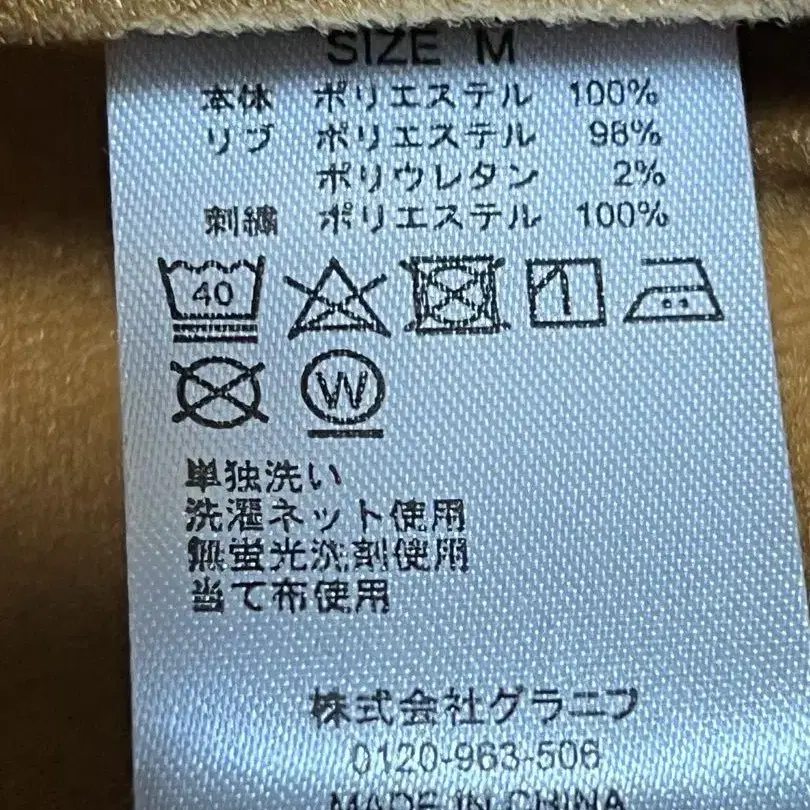 SIZE M
本体 ポリエステル 100%
リブ ポリエステル 98%
ポリウレタン 2%
刺繍 ポリエステル 100%
40
W
単独洗い
洗濯ネット使用
無蛍光洗剤使用
当て布使用
株式会社グラニフ
0120-963-506
MADE IN CHINA